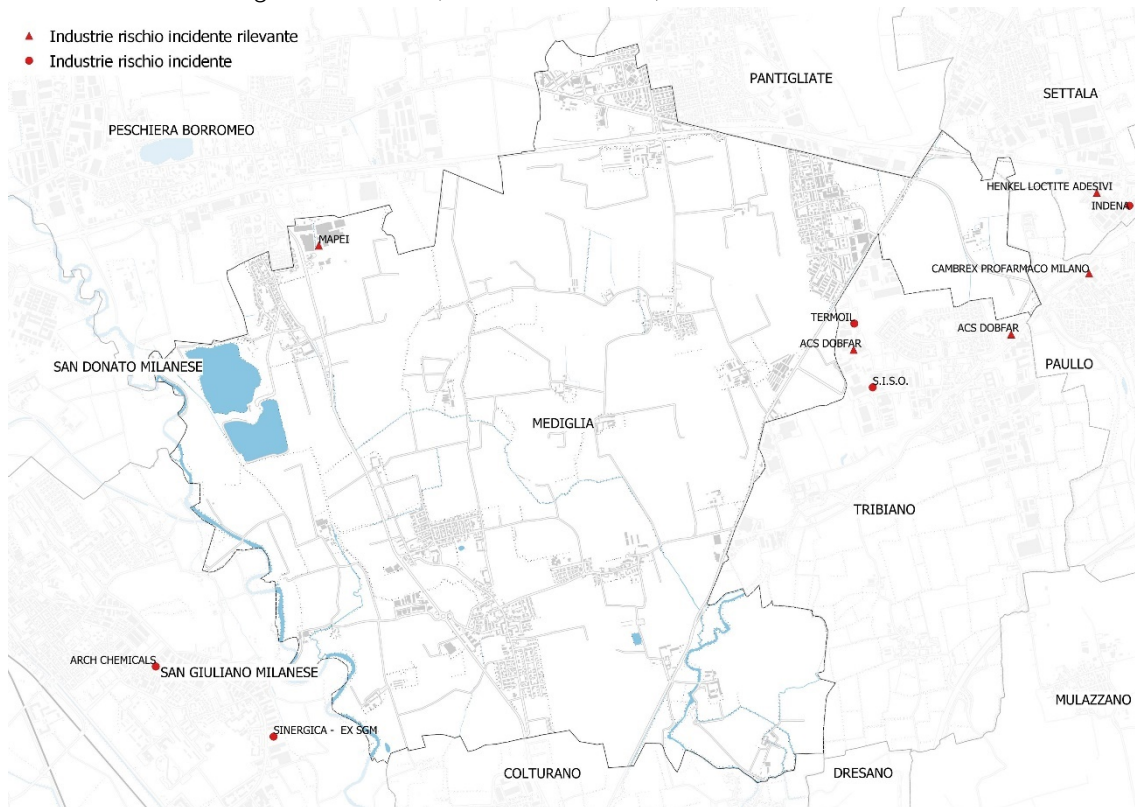 Industrie rischio incidente rilevante
Industrie rischio incidente
PANTIGLIATE
SETTALA
PESCHIERA BORROMEO
HENKEL LOCTITE ADESIVI
INDENA
MAPEI
CAMBREX PROFARMACO MILANO
TERMOIL
ACS DOBFAR
ACS DOBFAR
SAN DONATO MILANESE
PAULLO
S.I.S.O.
MEDIGLIA
TRIBIANO
ARCH CHEMICALS
SAN GIULIANO MILANESE
MULAZZANO
SINERGICA - EX SGM
COLTURANO
DRESANO